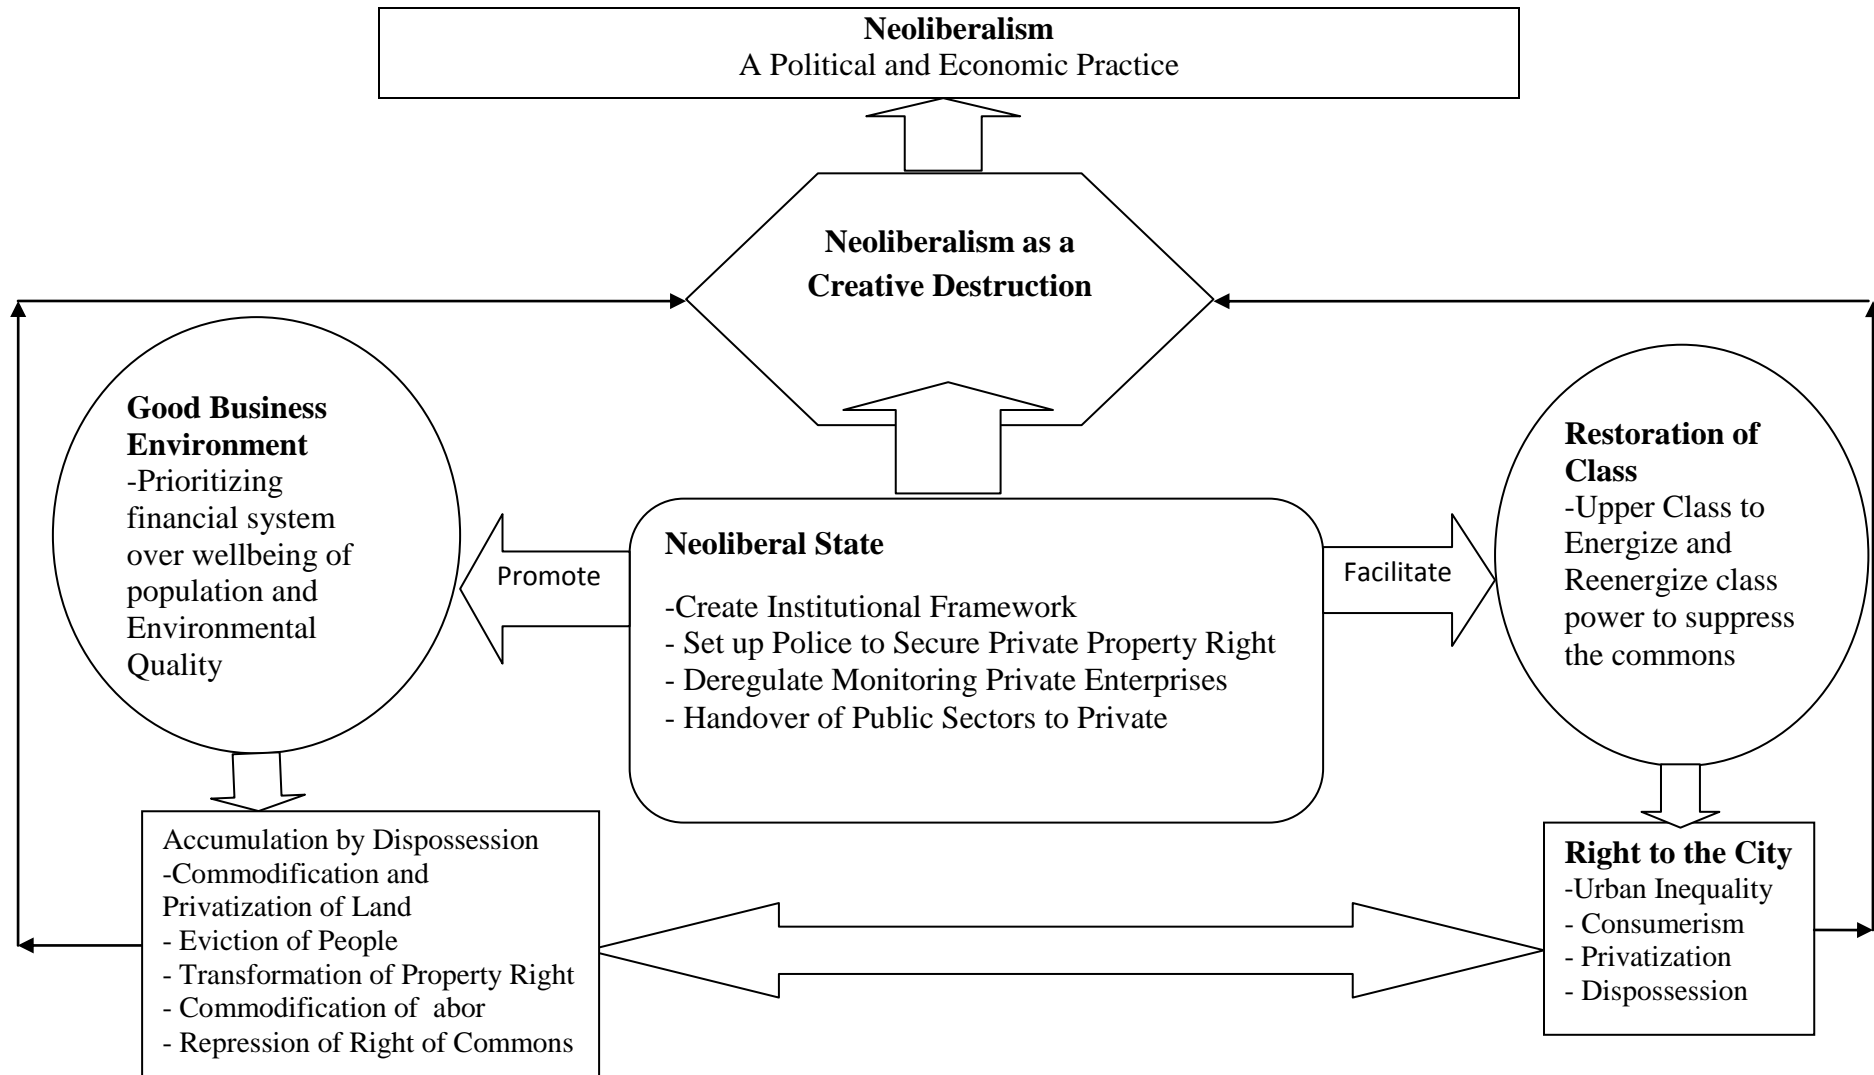 Neoliberalism
A Political and Economic Practice
Neoliberalism as a
Creative Destruction
Good Business
Environment
-Prioritizing
financial system
over wellbeing of
population and
Environmental
Quality
Promote
Neoliberal State
-Create Institutional Framework
- Set up Police to Secure Private Property Right
- Deregulate Monitoring Private Enterprises
- Handover of Public Sectors to Private
Facilitate
Restoration of
Class
-Upper Class to
Energize and
Reenergize class
power to suppress
the commons
Accumulation by Dispossession
-Commodification and
Privatization of Land
- Eviction of People
- Transformation of Property Right
- Commodification of  abor
- Repression of Right of Commons
Right to the City
-Urban Inequality
- Consumerism
- Privatization
- Dispossession